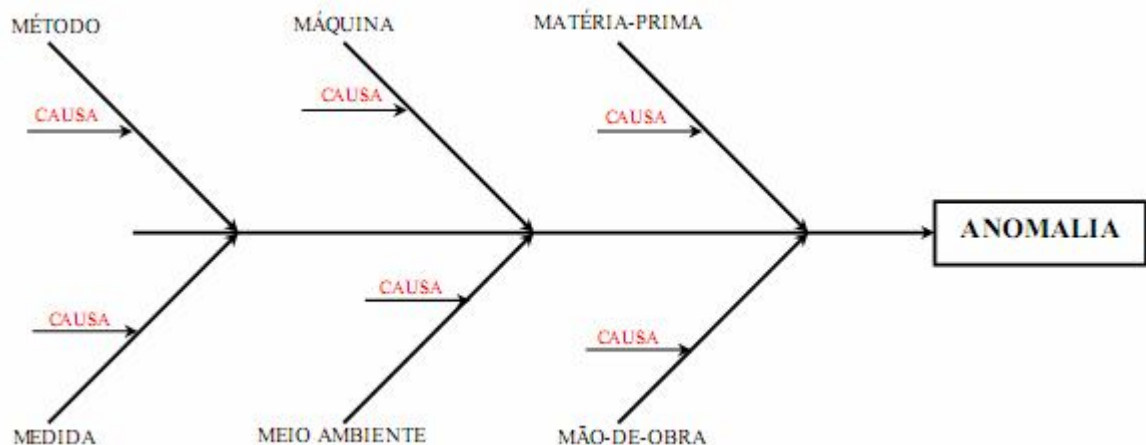 MÉTODO
MÁQUINA
MATÉRIA-PRIMA
CAUSA
CAUSA
CAUSA
ANOMALIA
CAUSA
CAUSA
CAUSA
MEDIDA
MEIO AMBIENTE
MÃO-DE-OBRA